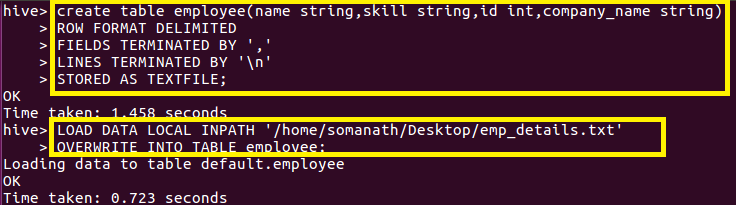 hive> create table employee(name string,skill string,id int,company_name string)
    > ROW FORMAT DELIMITED
    > FIELDS TERMINATED BY ','
    > LINES TERMINATED BY '\n'
    > STORED AS TEXTFILE;
OK
Time taken: 1.458 seconds
hive> LOAD DATA LOCAL INPATH '/home/somanath/Desktop/emp_details.txt'
    > OVERWRITE INTO TABLE employee;
Loading data to table default.employee
OK
Time taken: 0.723 seconds